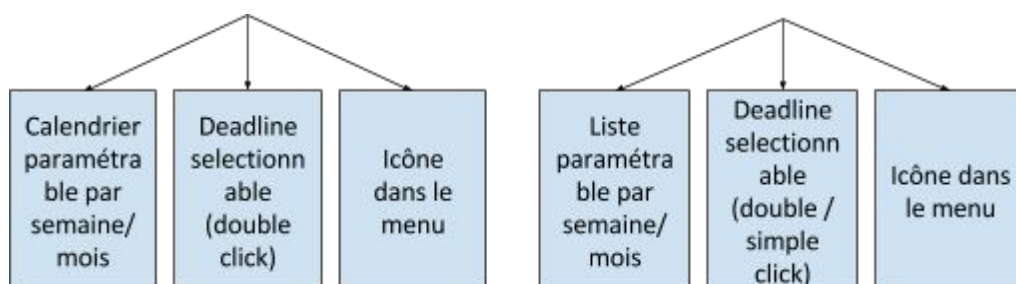 Calendrier
paramétra
ble par
semaine/
mois
Deadline
selectionn
able
(double
click)
Icône
dans le
menu
Liste
paramétra
ble par
semaine/
mois
Deadline
selectionn
able
(double /
simple
click)
Icône dans
le menu